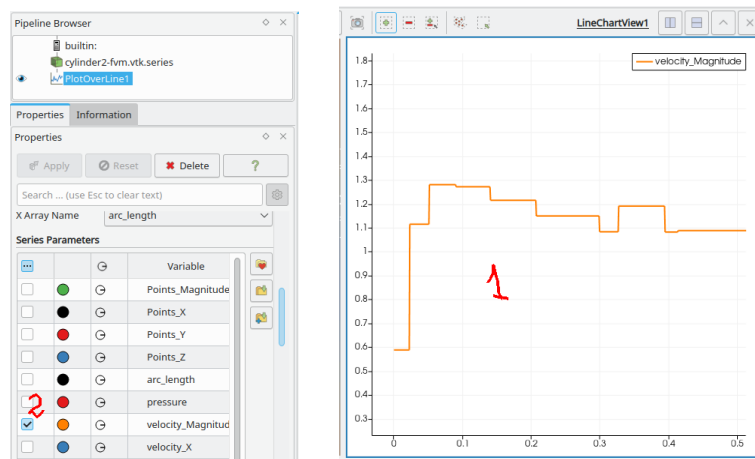 Pipeline Browser
builtin:
cylinder2-fvm.vtk.series
PlotOverLine1
Properties Information
Properties
Apply Reset Delete ?
Search ... (use Esc to clear text)
X Array Name arc_length
Series Parameters
Variable
Points_Magnitude
Points_X
Points_Y
Points_Z
arc_length
2 pressure
velocity_Magnitud
velocity_X
LineChartView1
velocity_Magnitude
1.8
1.7
1.6
1.5
1.4
1.3
1.2
1.1
1
0.9
0.8
0.7
0.6
0.5
0.4
0.3
1
0 0.1 0.2 0.3 0.4 0.5